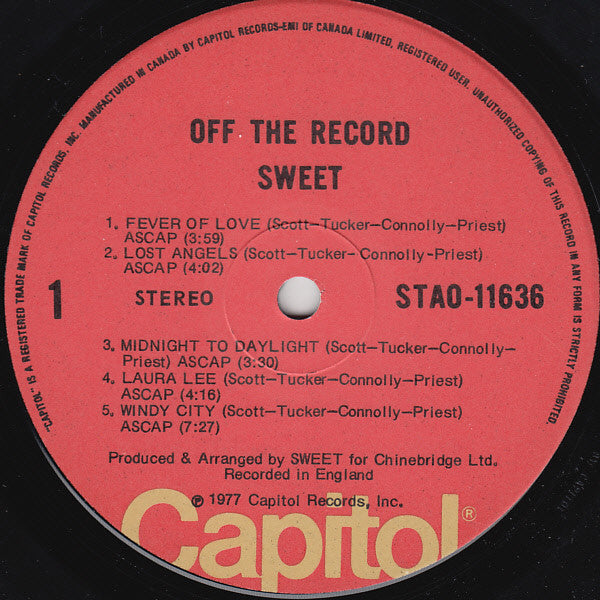 "CAPITOL" IS A REGISTERED TRADE MARK OF CAPITOL RECORDS, INC. MANUFACTURED IN CANADA BY CAPITOL RECORDS-EMI OF CANADA LIMITED, REGISTERED USER. UNAUTHORIZED COPYING OF THIS RECORD IN ANY FORM IS STRICTLY PROHIBITED.
OFF THE RECORD
SWEET
1. FEVER OF LOVE (Scott—Tucker—Connolly—Priest)
ASCAP (3:59)
2. LOST ANGELS (Scott—Tucker- Connolly-Priest)
ASCAP (4:02)
1 STEREO STAO-11636
3. MIDNIGHT TO DAYLIGHT (Scott—Tucker—Connolly—
Priest) ASCAP (3:30)
4. LAURA LEE (Scott—Tucker—Connolly—Priest)
ASCAP (4:16)
5. WINDY CITY (Scott—Tucker—Connolly—Priest)
ASCAP (7:27)
Produced & Arranged by SWEET for Chinebridge Ltd.
Recorded in England
℗ 1977 Capitol Records, Inc.
Capitol®